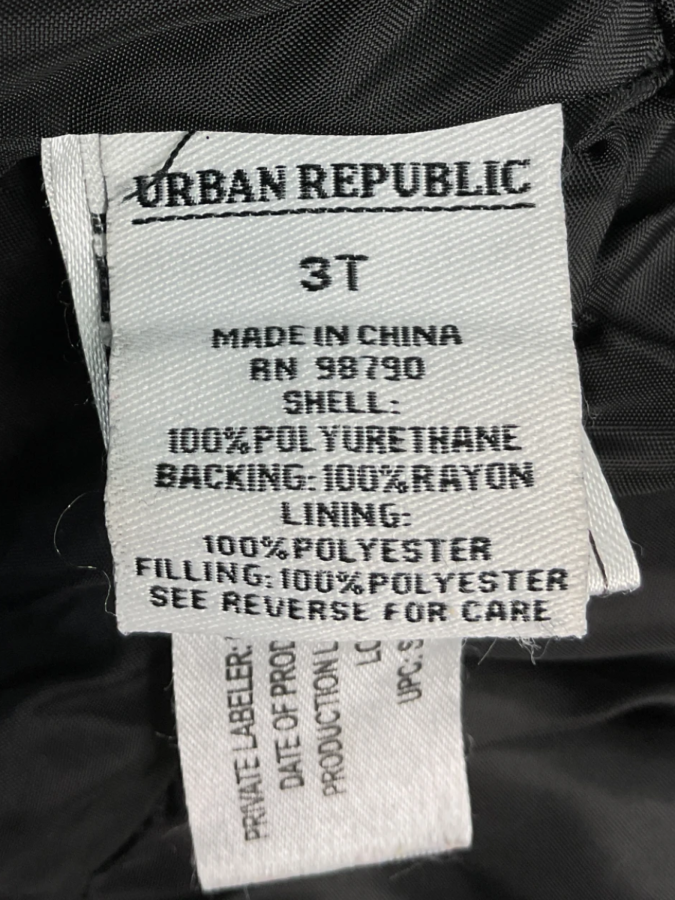 URBAN REPUBLIC
3T
MADE IN CHINA
RN 98790
SHELL:
100%POLYURETHANE
BACKING:100%RAYON
LINING:
100%POLYESTER
FILLING:100%POLYESTER
SEE REVERSE FOR CARE
PRIVATE LABELER:
DATE OF PROD
PRODUCTION L
LO
UPC: S